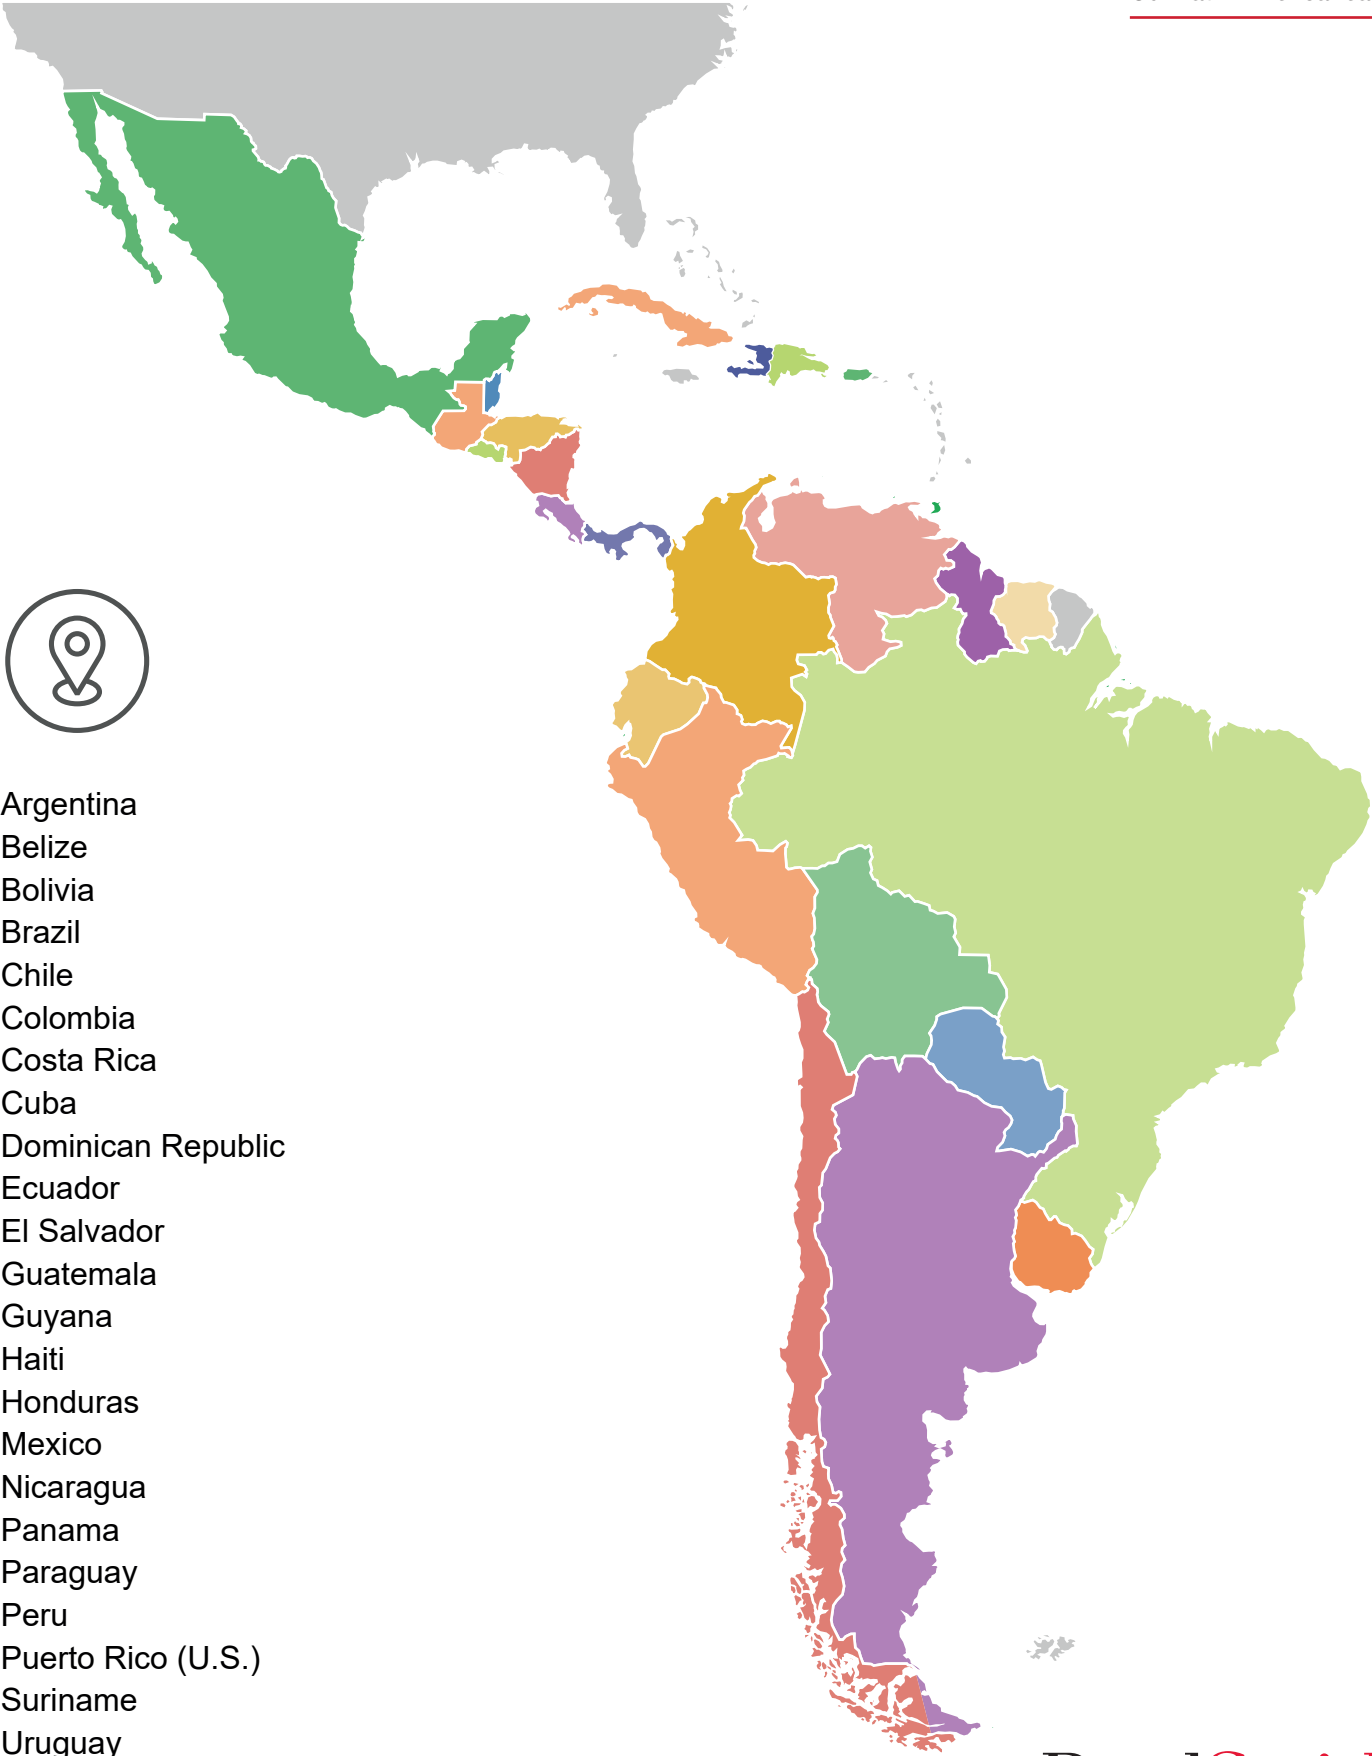 Argentina
Belize
Bolivia
Brazil
Chile
Colombia
Costa Rica
Cuba
Dominican Republic
Ecuador
El Salvador
Guatemala
Guyana
Haiti
Honduras
Mexico
Nicaragua
Panama
Paraguay
Peru
Puerto Rico (U.S.)
Suriname
Uruguay